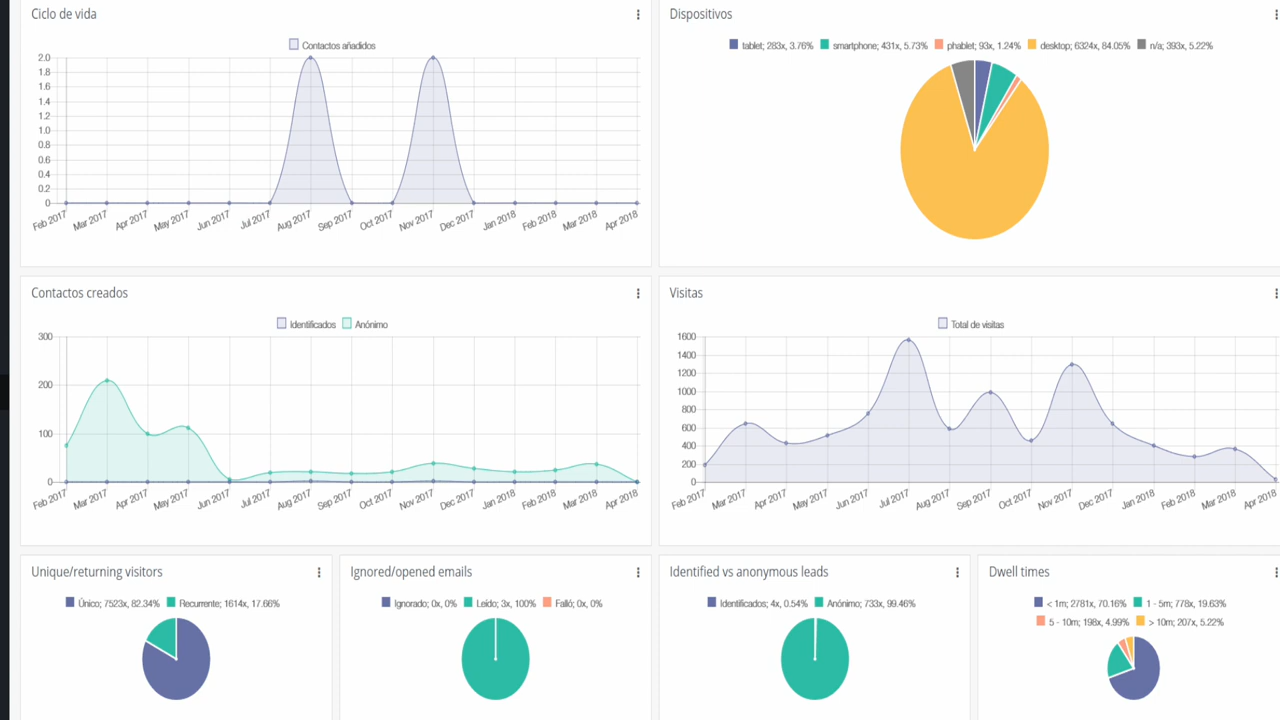 Ciclo de vida
Contactos añadidos
2.0
1.8
1.6
1.4
1.2
1.0
0.8
0.6
0.4
0.2
0
Feb 2017 Mar 2017 Apr 2017 May 2017 Jun 2017 Jul 2017 Aug 2017 Sep 2017 Oct 2017 Nov 2017 Dec 2017 Jan 2018 Feb 2018 Mar 2018 Apr 2018
Dispositivos
tablet; 283x, 3.76% smartphone; 431x, 5.73% phablet; 93x, 1.24% desktop; 6324x, 84.05% n/a; 393x, 5.22%
Contactos creados
Identificados Anónimo
300
200
100
0
Feb 2017 Mar 2017 Apr 2017 May 2017 Jun 2017 Jul 2017 Aug 2017 Sep 2017 Oct 2017 Nov 2017 Dec 2017 Jan 2018 Feb 2018 Mar 2018 Apr 2018
Visitas
Total de visitas
1600
1400
1200
1000
800
600
400
200
0
Feb 2017 Mar 2017 Apr 2017 May 2017 Jun 2017 Jul 2017 Aug 2017 Sep 2017 Oct 2017 Nov 2017 Dec 2017 Jan 2018 Feb 2018 Mar 2018 Apr 2018
Unique/returning visitors
Único; 7523x, 82.34% Recurrente; 1614x, 17.66%
Ignored/opened emails
Ignorado; 0x, 0% Leído; 3x, 100% Falló; 0x, 0%
Identified vs anonymous leads
Identificados; 4x, 0.54% Anónimo; 733x, 99.46%
Dwell times
< 1m; 2781x, 70.16% 1 - 5m; 778x, 19.63%
5 - 10m; 198x, 4.99% > 10m; 207x, 5.22%